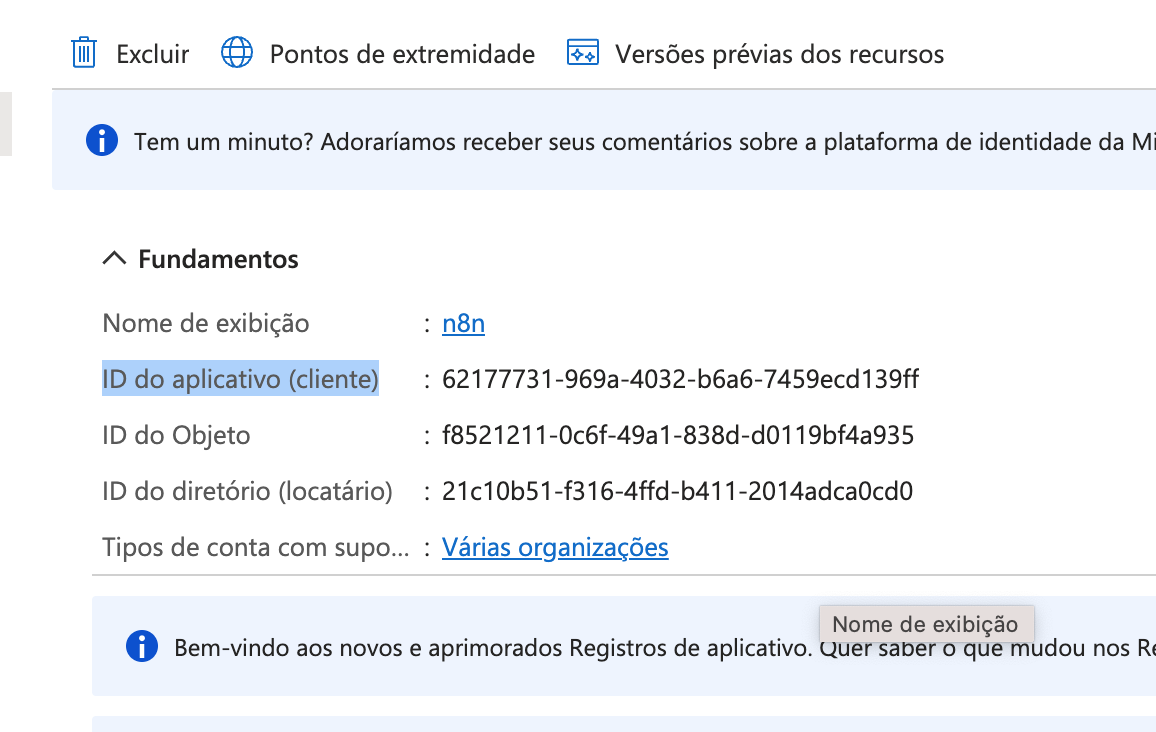 Excluir Pontos de extremidade Versões prévias dos recursos
Tem um minuto? Adoraríamos receber seus comentários sobre a plataforma de identidade da Mi
Fundamentos
Nome de exibição : n8n
ID do aplicativo (cliente) : 62177731-969a-4032-b6a6-7459ecd139ff
ID do Objeto : f8521211-0c6f-49a1-838d-d0119bf4a935
ID do diretório (locatário) : 21c10b51-f316-4ffd-b411-2014adca0cd0
Tipos de conta com supo... : Várias organizações
Nome de exibição
Bem-vindo aos novos e aprimorados Registros de aplicativo. Quer saber o que mudou nos Re